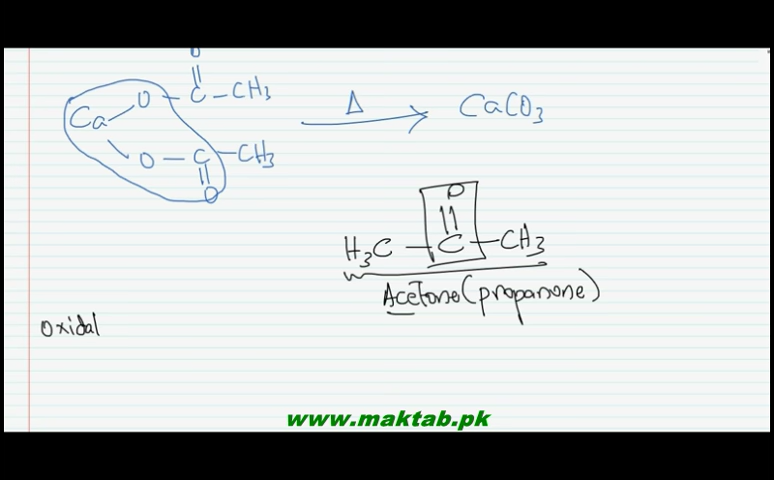 O
||
Ca O - C - CH3 Δ CaCO3
O - C - CH3
||
O
O
||
H3C - C - CH3
Acetone (propanone)
Oxidal
www.maktab.pk